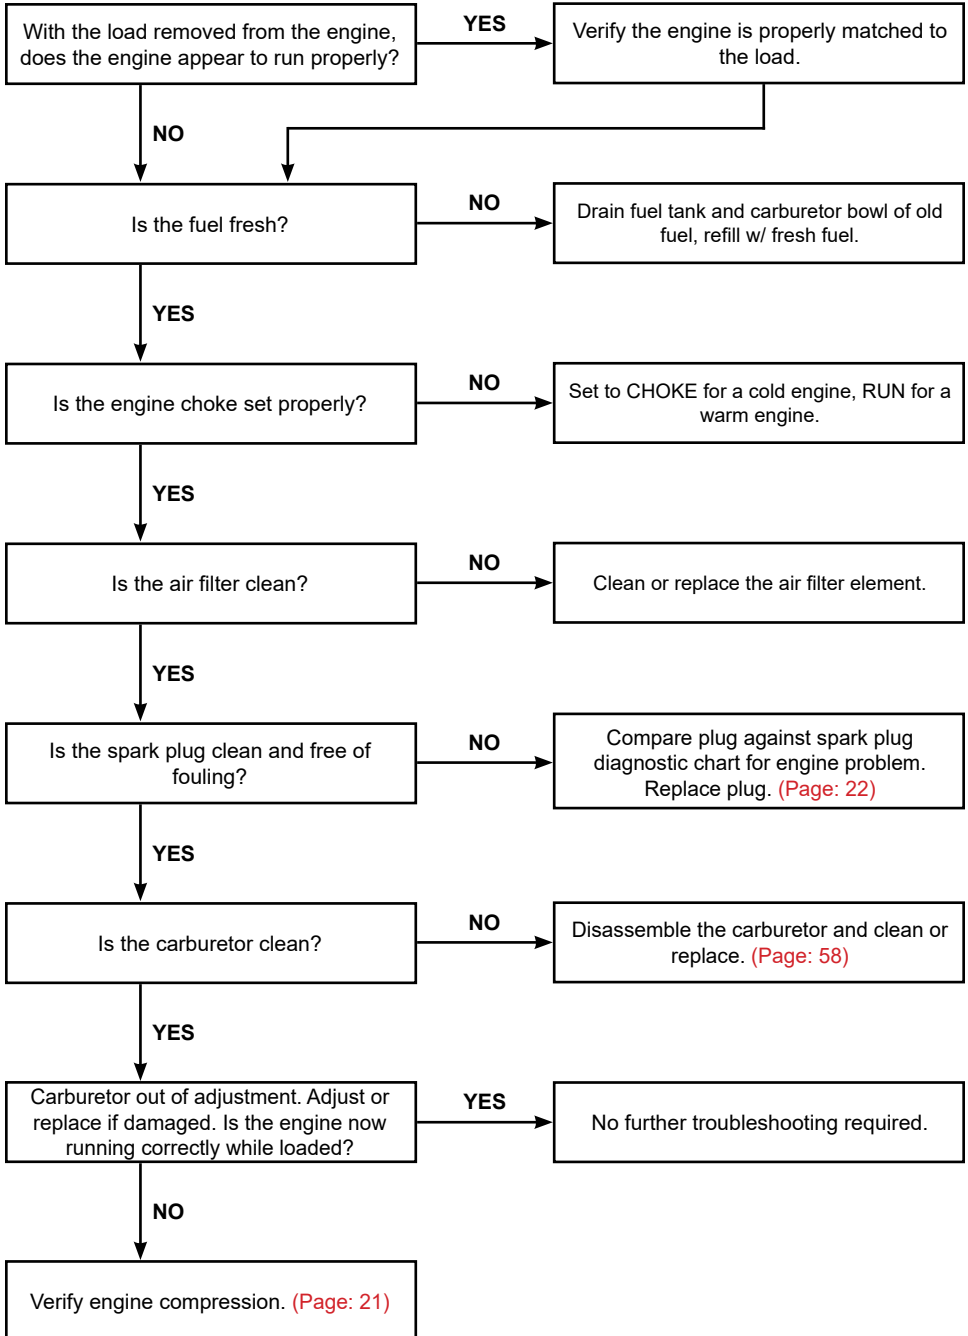 With the load removed from the engine,
does the engine appear to run properly?
YES
Verify the engine is properly matched to
the load.
NO
Is the fuel fresh?
NO
Drain fuel tank and carburetor bowl of old
fuel, refill w/ fresh fuel.
YES
Is the engine choke set properly?
NO
Set to CHOKE for a cold engine, RUN for a
warm engine.
YES
Is the air filter clean?
NO
Clean or replace the air filter element.
YES
Is the spark plug clean and free of
fouling?
NO
Compare plug against spark plug
diagnostic chart for engine problem.
Replace plug. (Page: 22)
YES
Is the carburetor clean?
NO
Disassemble the carburetor and clean or
replace. (Page: 58)
YES
Carburetor out of adjustment. Adjust or
replace if damaged. Is the engine now
running correctly while loaded?
YES
No further troubleshooting required.
NO
Verify engine compression. (Page: 21)